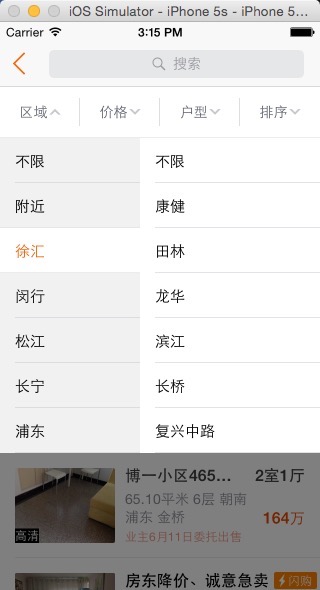 iOS Simulator - iPhone 5s - iPhone 5...
Carrier 3:15 PM
搜索
区域 价格 户型 排序
不限 不限
附近 康健
徐汇 田林
闵行 龙华
松江 滨江
长宁 长桥
浦东 复兴中路
博一小区465... 2室1厅
65.10平米 6层 朝南
浦东 金桥 164万
高清 业主6月11日委托出售
房东降价、诚意急卖 闪购